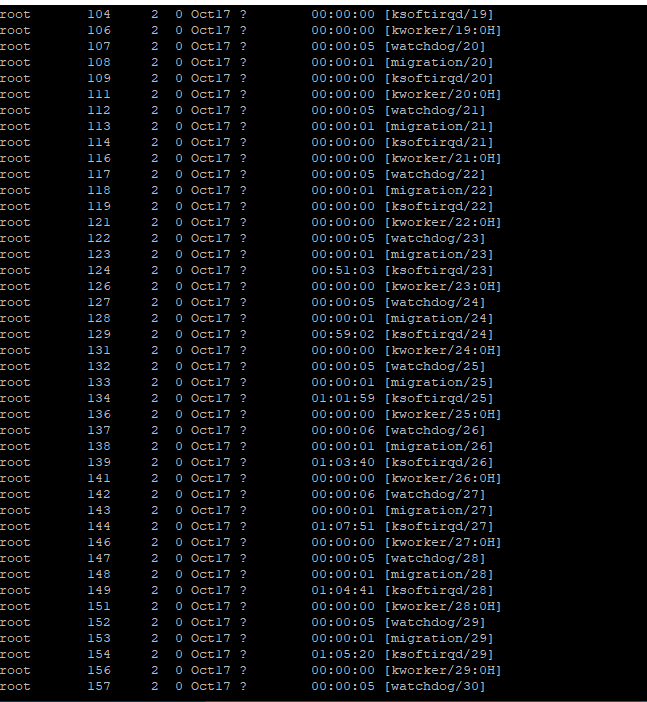 root 104 2 0 Oct17 ? 00:00:00 [ksoftirqd/19]
root 106 2 0 Oct17 ? 00:00:00 [kworker/19:0H]
root 107 2 0 Oct17 ? 00:00:05 [watchdog/20]
root 108 2 0 Oct17 ? 00:00:01 [migration/20]
root 109 2 0 Oct17 ? 00:00:00 [ksoftirqd/20]
root 111 2 0 Oct17 ? 00:00:00 [kworker/20:0H]
root 112 2 0 Oct17 ? 00:00:05 [watchdog/21]
root 113 2 0 Oct17 ? 00:00:01 [migration/21]
root 114 2 0 Oct17 ? 00:00:00 [ksoftirqd/21]
root 116 2 0 Oct17 ? 00:00:00 [kworker/21:0H]
root 117 2 0 Oct17 ? 00:00:05 [watchdog/22]
root 118 2 0 Oct17 ? 00:00:01 [migration/22]
root 119 2 0 Oct17 ? 00:00:00 [ksoftirqd/22]
root 121 2 0 Oct17 ? 00:00:00 [kworker/22:0H]
root 122 2 0 Oct17 ? 00:00:05 [watchdog/23]
root 123 2 0 Oct17 ? 00:00:01 [migration/23]
root 124 2 0 Oct17 ? 00:51:03 [ksoftirqd/23]
root 126 2 0 Oct17 ? 00:00:00 [kworker/23:0H]
root 127 2 0 Oct17 ? 00:00:05 [watchdog/24]
root 128 2 0 Oct17 ? 00:00:01 [migration/24]
root 129 2 0 Oct17 ? 00:59:02 [ksoftirqd/24]
root 131 2 0 Oct17 ? 00:00:00 [kworker/24:0H]
root 132 2 0 Oct17 ? 00:00:05 [watchdog/25]
root 133 2 0 Oct17 ? 00:00:01 [migration/25]
root 134 2 0 Oct17 ? 01:01:59 [ksoftirqd/25]
root 136 2 0 Oct17 ? 00:00:00 [kworker/25:0H]
root 137 2 0 Oct17 ? 00:00:06 [watchdog/26]
root 138 2 0 Oct17 ? 00:00:01 [migration/26]
root 139 2 0 Oct17 ? 01:03:40 [ksoftirqd/26]
root 141 2 0 Oct17 ? 00:00:00 [kworker/26:0H]
root 142 2 0 Oct17 ? 00:00:06 [watchdog/27]
root 143 2 0 Oct17 ? 00:00:01 [migration/27]
root 144 2 0 Oct17 ? 01:07:51 [ksoftirqd/27]
root 146 2 0 Oct17 ? 00:00:00 [kworker/27:0H]
root 147 2 0 Oct17 ? 00:00:05 [watchdog/28]
root 148 2 0 Oct17 ? 00:00:01 [migration/28]
root 149 2 0 Oct17 ? 01:04:41 [ksoftirqd/28]
root 151 2 0 Oct17 ? 00:00:00 [kworker/28:0H]
root 152 2 0 Oct17 ? 00:00:05 [watchdog/29]
root 153 2 0 Oct17 ? 00:00:01 [migration/29]
root 154 2 0 Oct17 ? 01:05:20 [ksoftirqd/29]
root 156 2 0 Oct17 ? 00:00:00 [kworker/29:0H]
root 157 2 0 Oct17 ? 00:00:05 [watchdog/30]